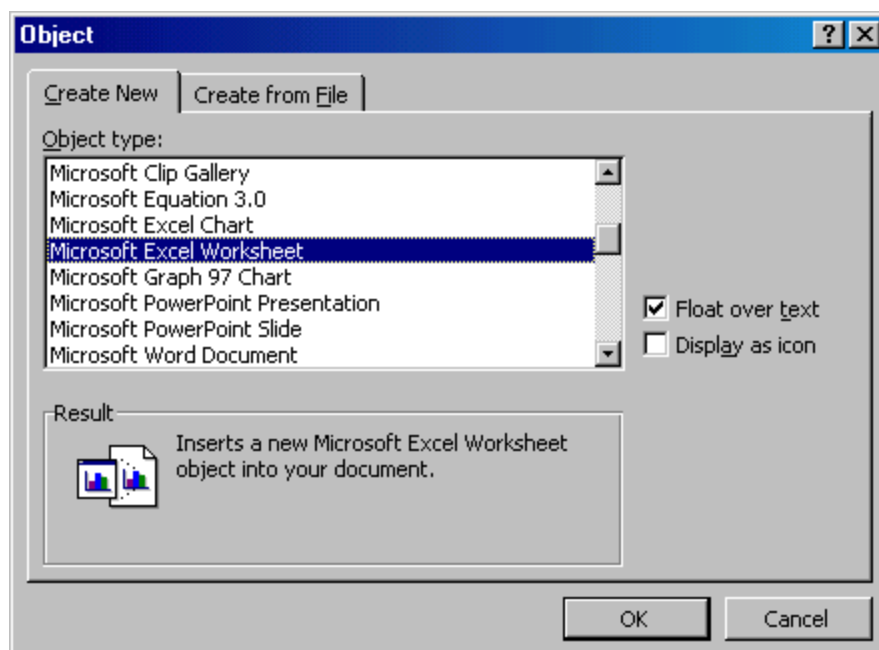 Object
Create New
Create from File
Object type:
Microsoft Clip Gallery
Microsoft Equation 3.0
Microsoft Excel Chart
Microsoft Excel Worksheet
Microsoft Graph 97 Chart
Microsoft PowerPoint Presentation
Microsoft PowerPoint Slide
Microsoft Word Document
Float over text
Display as icon
Result
Inserts a new Microsoft Excel Worksheet
object into your document.
OK
Cancel